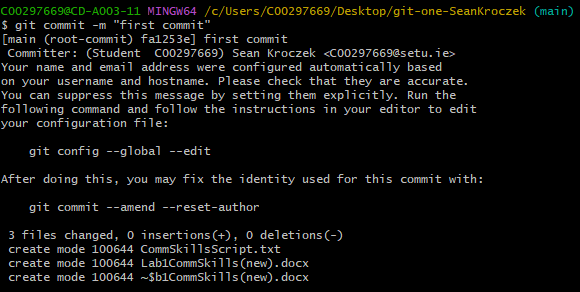 C00297669@CD-A003-11 MINGW64 /c/Users/C00297669/Desktop/git-one-SeanKroczek (main)
$ git commit -m "first commit"
[main (root-commit) fa1253e] first commit
 Committer: (Student  C00297669) Sean Kroczek <C00297669@setu.ie>
Your name and email address were configured automatically based
on your username and hostname. Please check that they are accurate.
You can suppress this message by setting them explicitly. Run the
following command and follow the instructions in your editor to edit
your configuration file:

    git config --global --edit

After doing this, you may fix the identity used for this commit with:

    git commit --amend --reset-author

 3 files changed, 0 insertions(+), 0 deletions(-)
 create mode 100644 CommSkillsScript.txt
 create mode 100644 Lab1CommSkills(new).docx
 create mode 100644 ~$b1CommSkills(new).docx